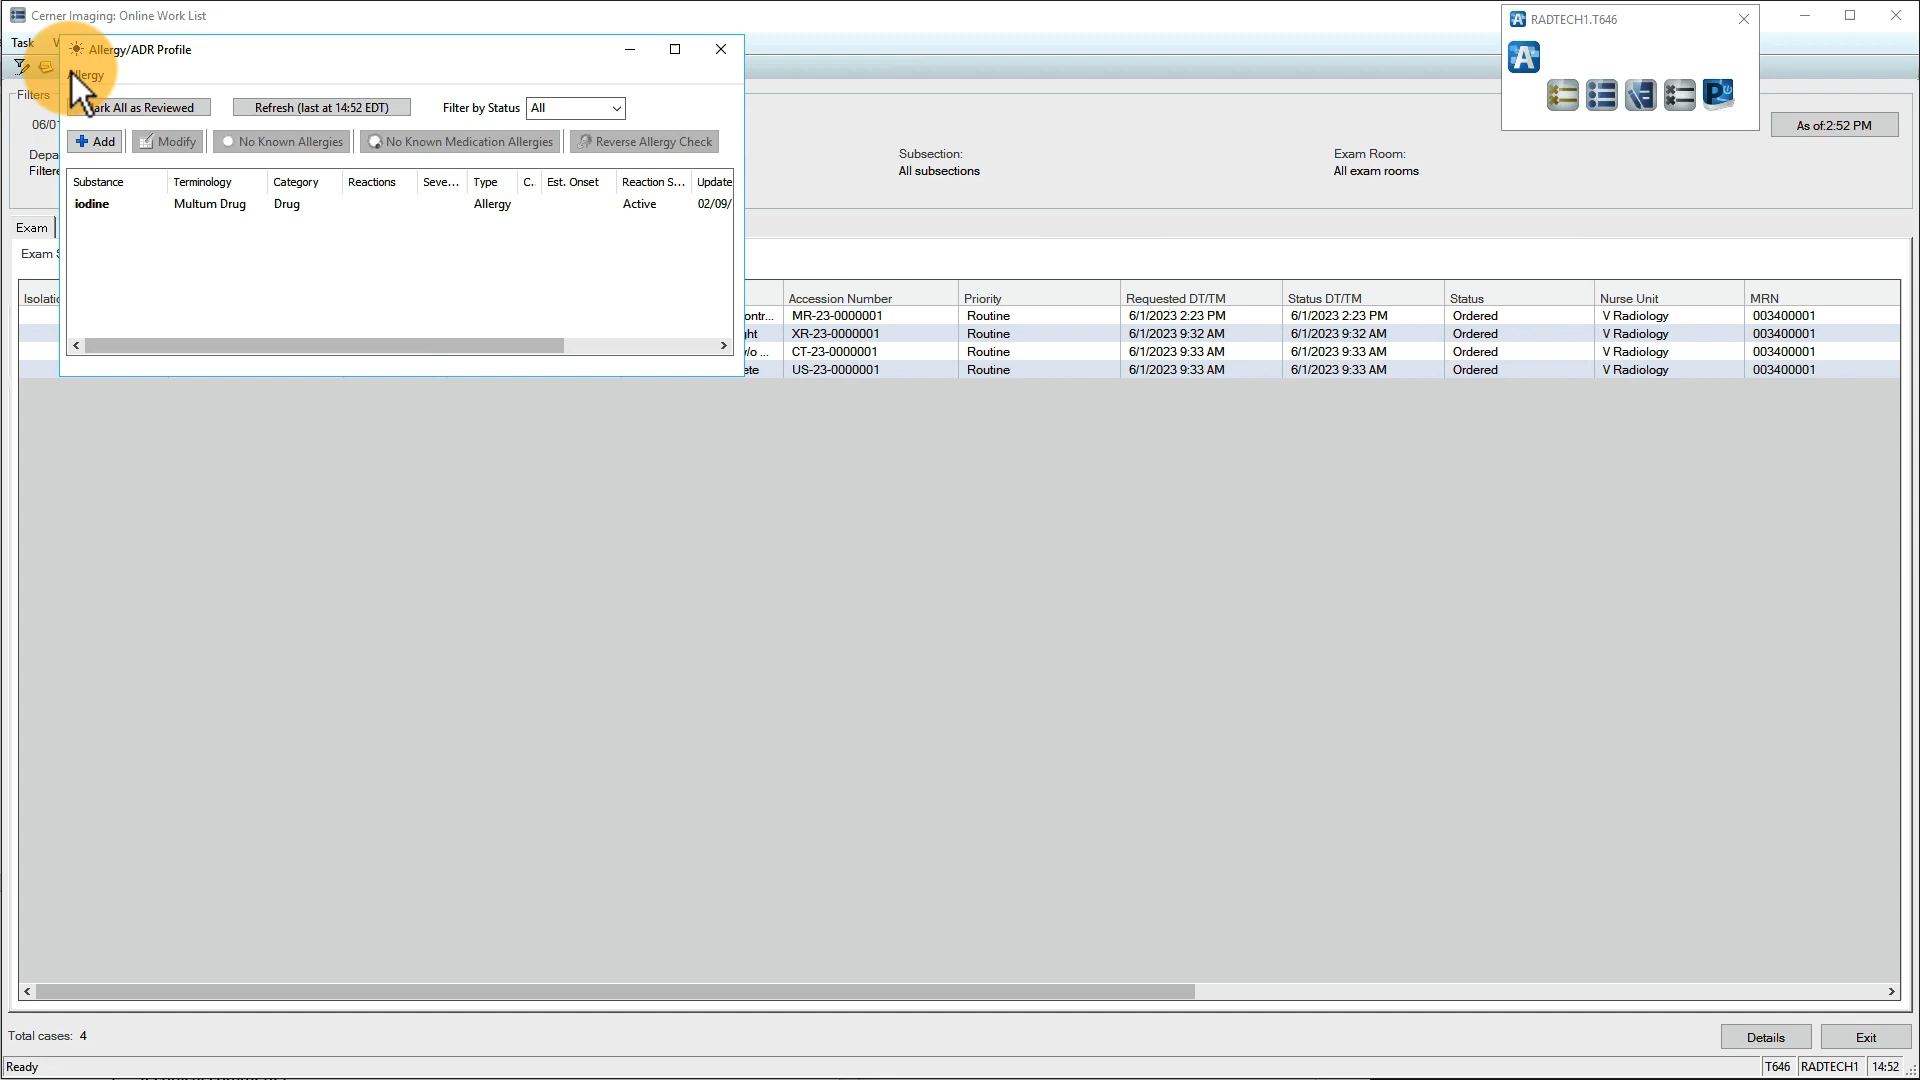 Cerner Imaging: Online Work List
Task
Allergy/ADR Profile
Allergy
Mark All as Reviewed
Refresh (last at 14:52 EDT)
Filter by Status All
Add Modify No Known Allergies No Known Medication Allergies Reverse Allergy Check
Substance Terminology Category Reactions Seve... Type C.. Est. Onset Reaction S... Update
iodine Multum Drug Drug Allergy Active 02/09/
RADTECH1.T646
Filters
06/0
As of:2:52 PM
Depa
Filtere
Subsection:
All subsections
Exam Room:
All exam rooms
Exam
Exam
Isolatio Accession Number Priority Requested DT/TM Status DT/TM Status Nurse Unit MRN
ontr... MR-23-0000001 Routine 6/1/2023 2:23 PM 6/1/2023 2:23 PM Ordered V Radiology 003400001
ght XR-23-0000001 Routine 6/1/2023 9:32 AM 6/1/2023 9:32 AM Ordered V Radiology 003400001
/o ... CT-23-0000001 Routine 6/1/2023 9:33 AM 6/1/2023 9:33 AM Ordered V Radiology 003400001
ete US-23-0000001 Routine 6/1/2023 9:33 AM 6/1/2023 9:33 AM Ordered V Radiology 003400001
Total cases: 4
Details Exit
Ready T646 RADTECH1 14:52